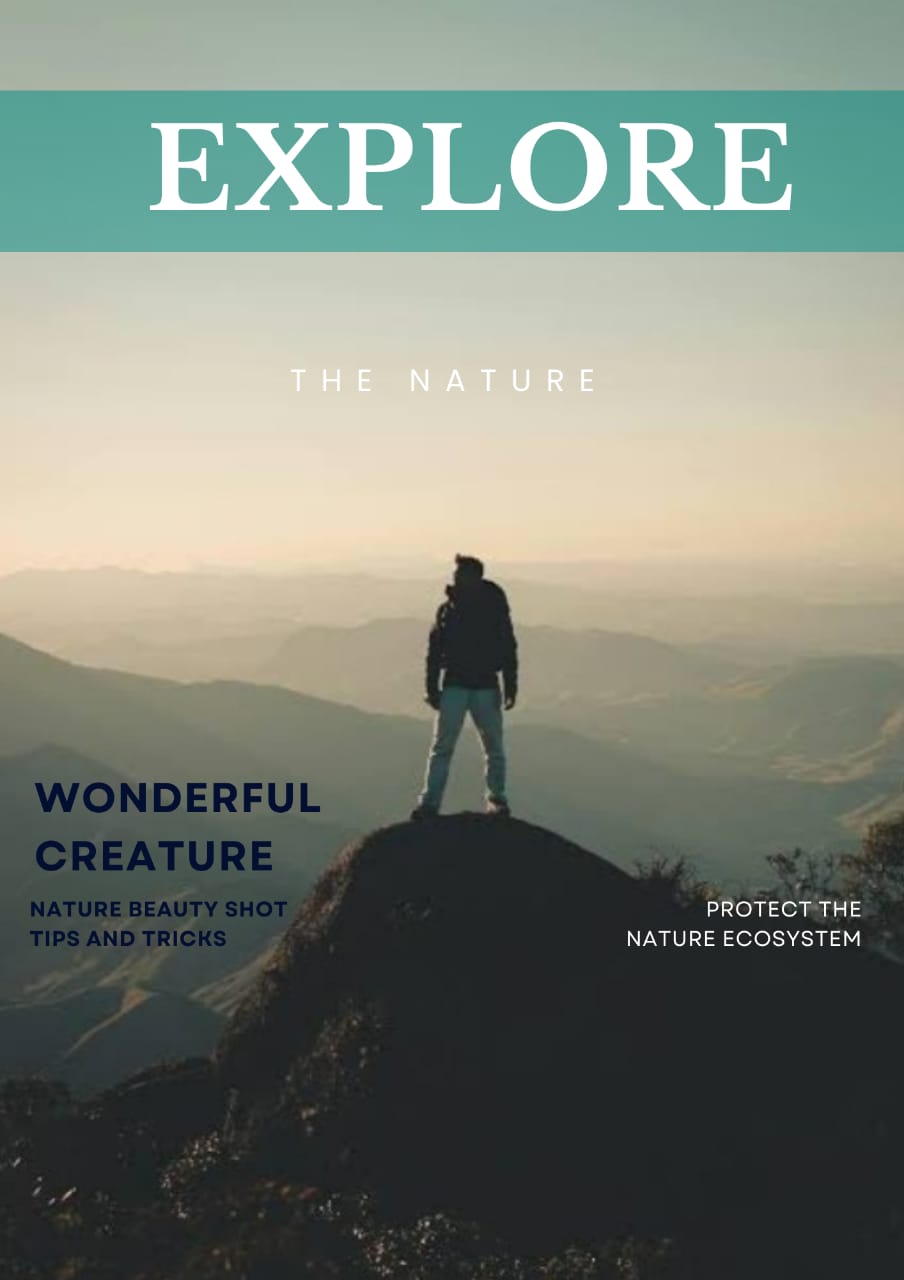 EXPLORE
THE NATURE
WONDERFUL
CREATURE
NATURE BEAUTY SHOT
TIPS AND TRICKS
PROTECT THE
NATURE ECOSYSTEM